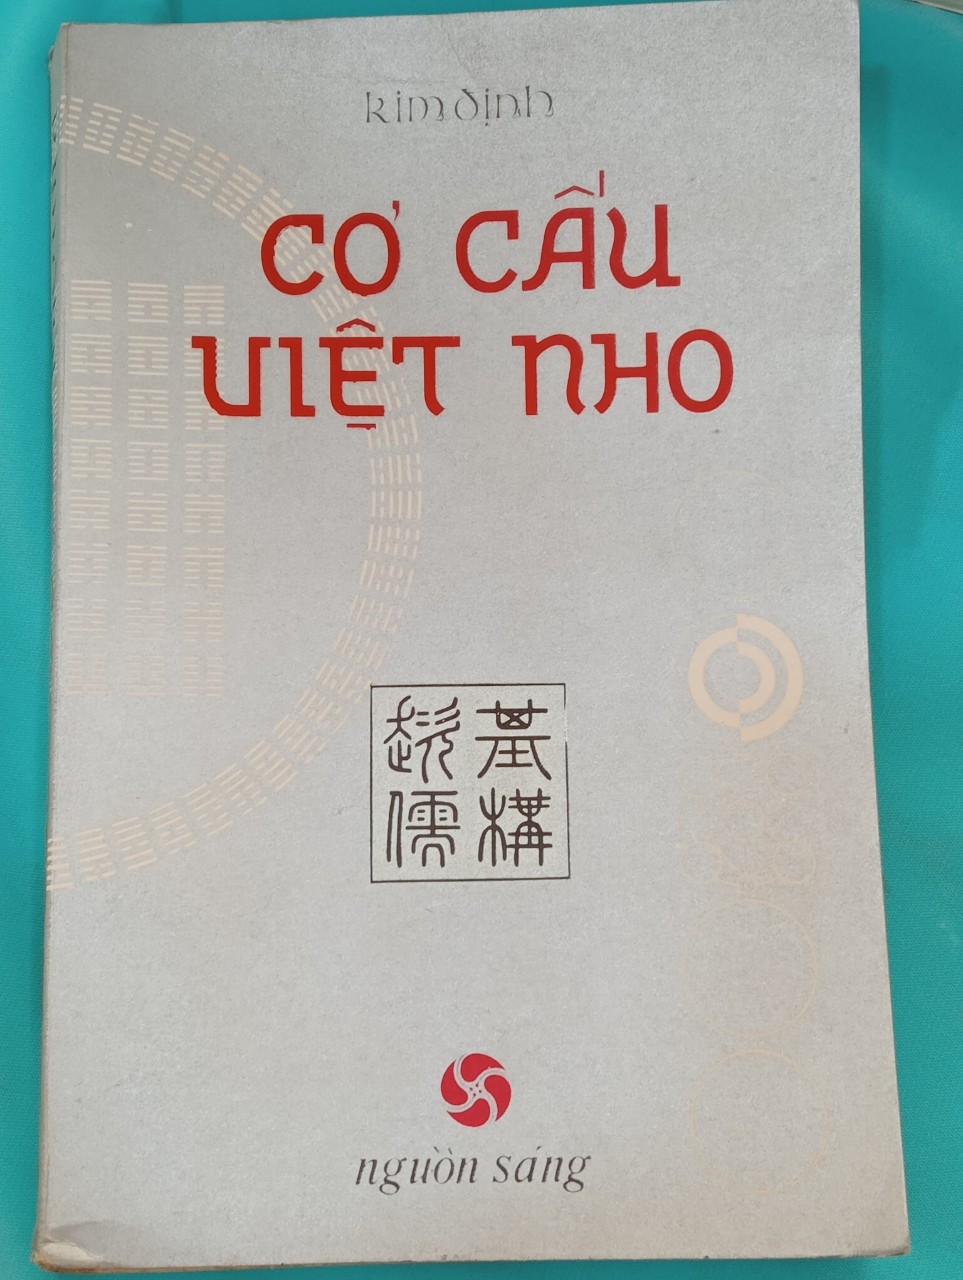 kim định
CƠ CẤU
VIỆT NHO
基構
越儒
nguồn sáng